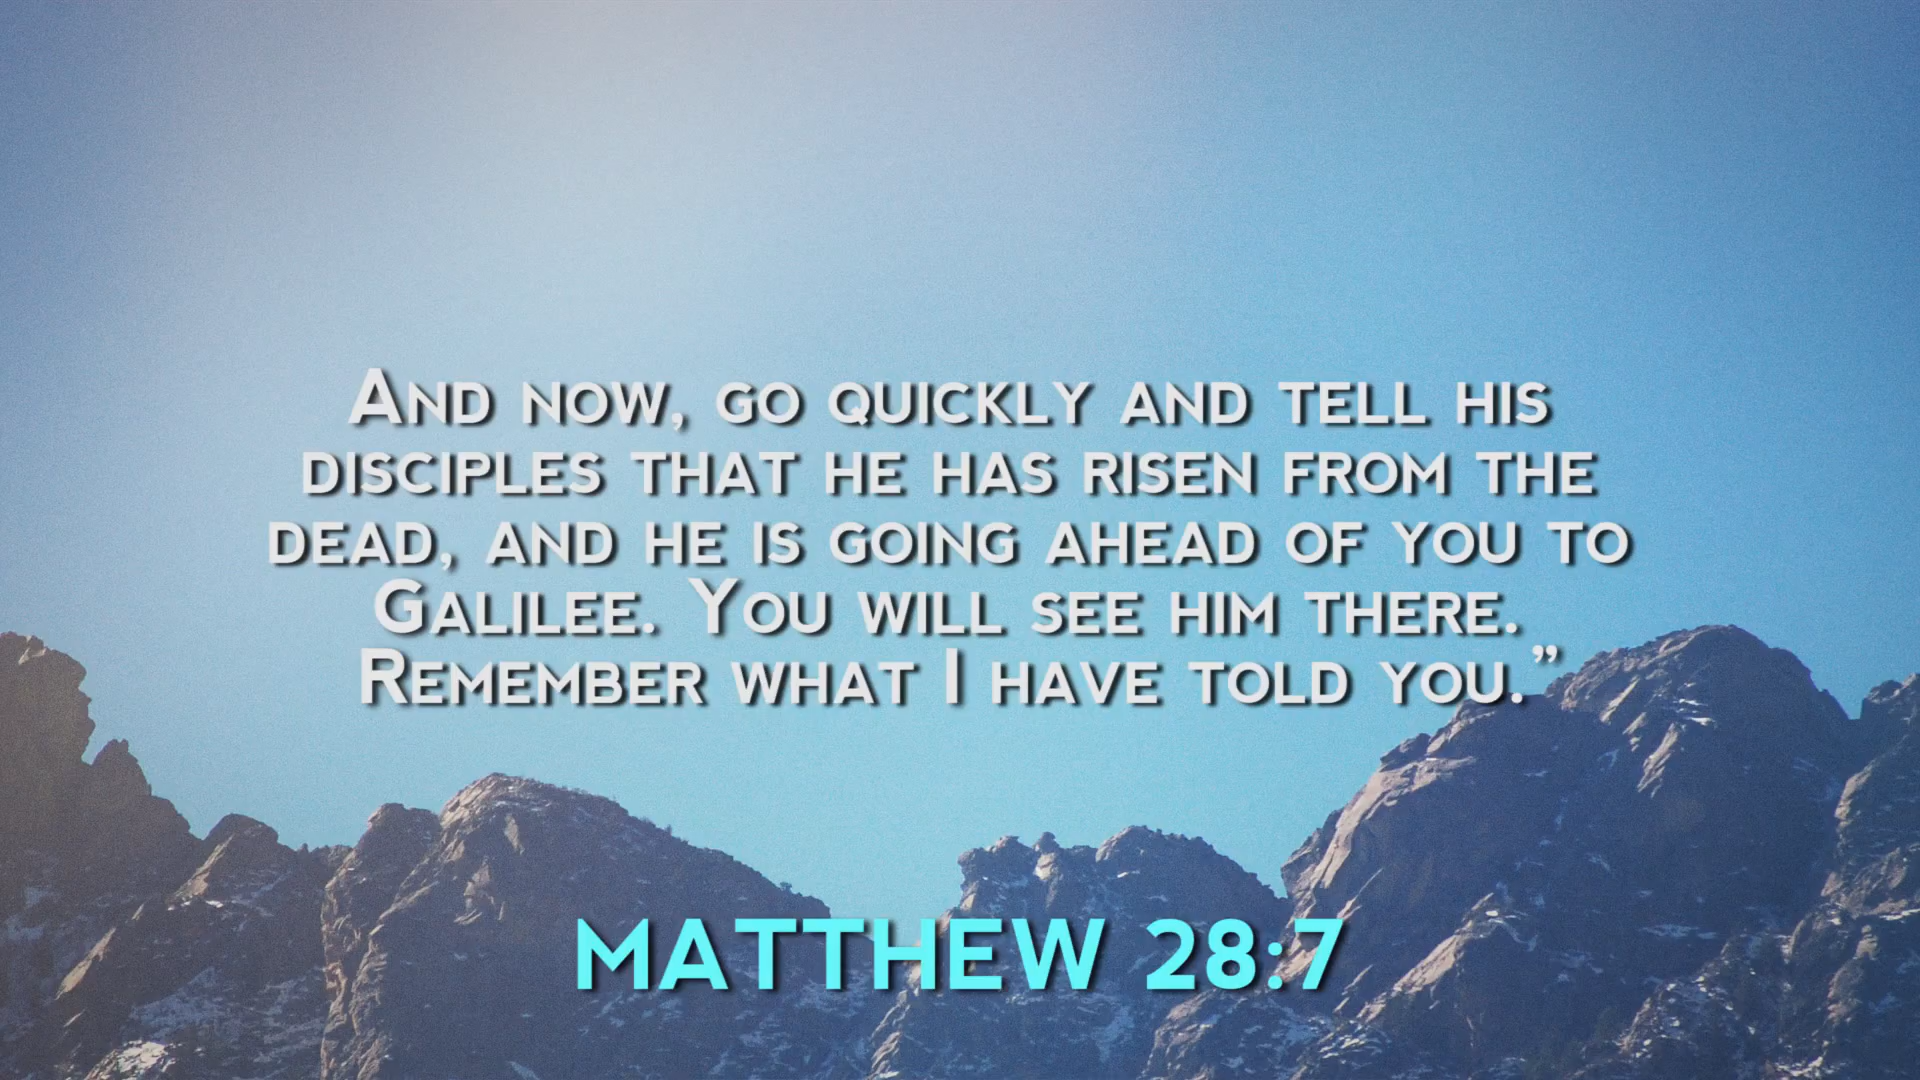 And now, go quickly and tell his
disciples that he has risen from the
dead, and he is going ahead of you to
Galilee. You will see him there.
Remember what I have told you.”
MATTHEW 28:7